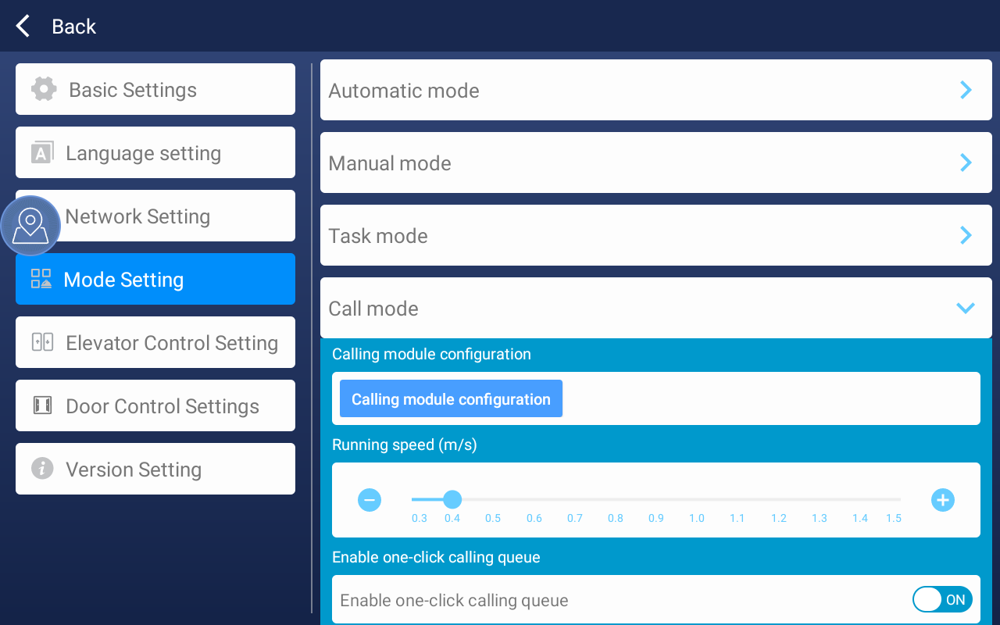 Back
Basic Settings
Language setting
Network Setting
Mode Setting
Elevator Control Setting
Door Control Settings
Version Setting
Automatic mode
Manual mode
Task mode
Call mode
Calling module configuration
Calling module configuration
Running speed (m/s)
0.3 0.4 0.5 0.6 0.7 0.8 0.9 1.0 1.1 1.2 1.3 1.4 1.5
Enable one-click calling queue
Enable one-click calling queue ON